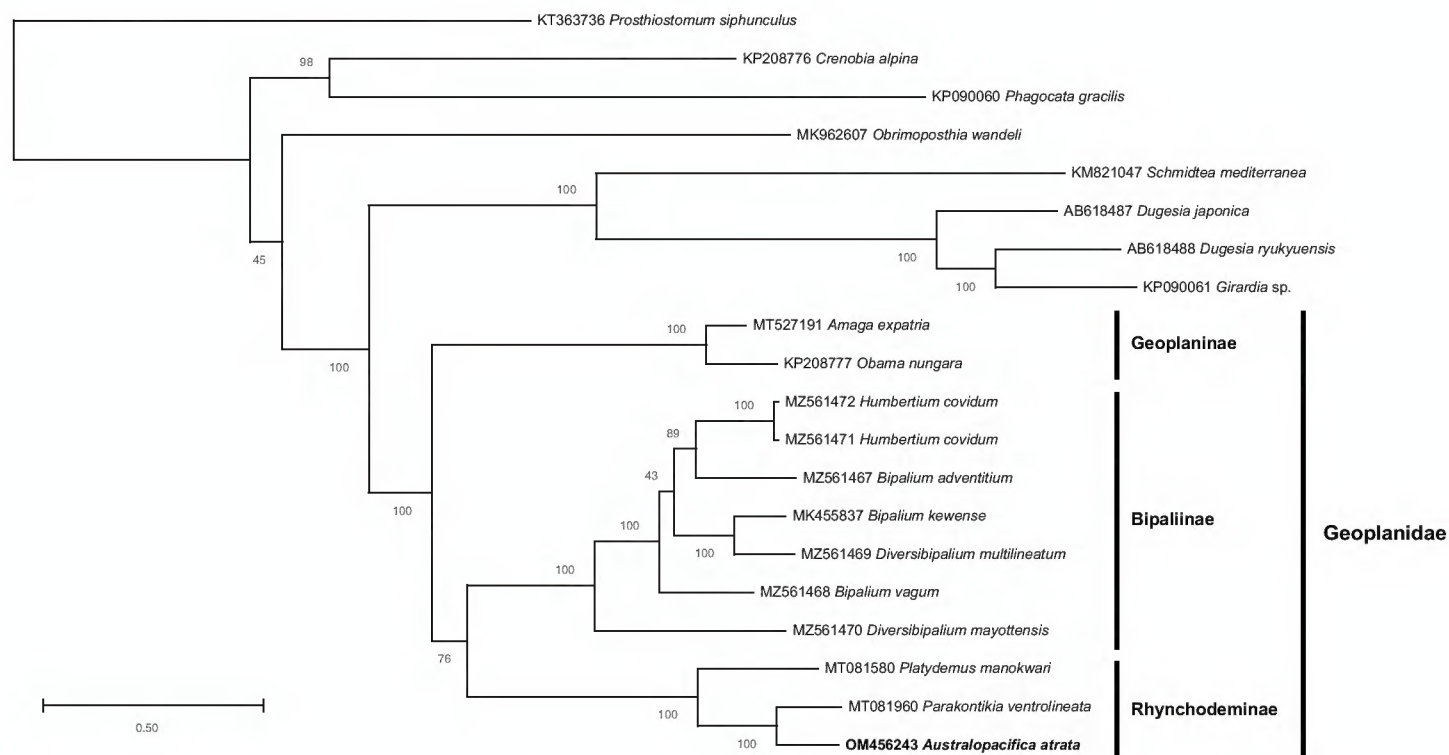 KT363736 Prosthiostomum siphunculus
98
KP208776 Crenobia alpina
KP090060 Phagocata gracilis
MK962607 Obrimoposthia wandeli
KM821047 Schmidtea mediterranea
100
AB618487 Dugesia japonica
AB618488 Dugesia ryukyuensis
45
100
100
KP090061 Girardia sp.
MT527191 Amaga expatria
100
Geoplaninae
KP208777 Obama nungara
100
MZ561472 Humbertium covidum
100
MZ561471 Humbertium covidum
89
MZ561467 Bipalium adventitium
43
100
MK455837 Bipalium kewense
Bipaliinae
100
Geoplanidae
MZ561469 Diversibipalium multilineatum
100
100
MZ561468 Bipalium vagum
MZ561470 Diversibipalium mayottensis
76
MT081580 Platydemus manokwari
MT081960 Parakontikia ventrolineata
Rhynchodeminae
100
0.50
100
OM456243 Australopacifica atrata